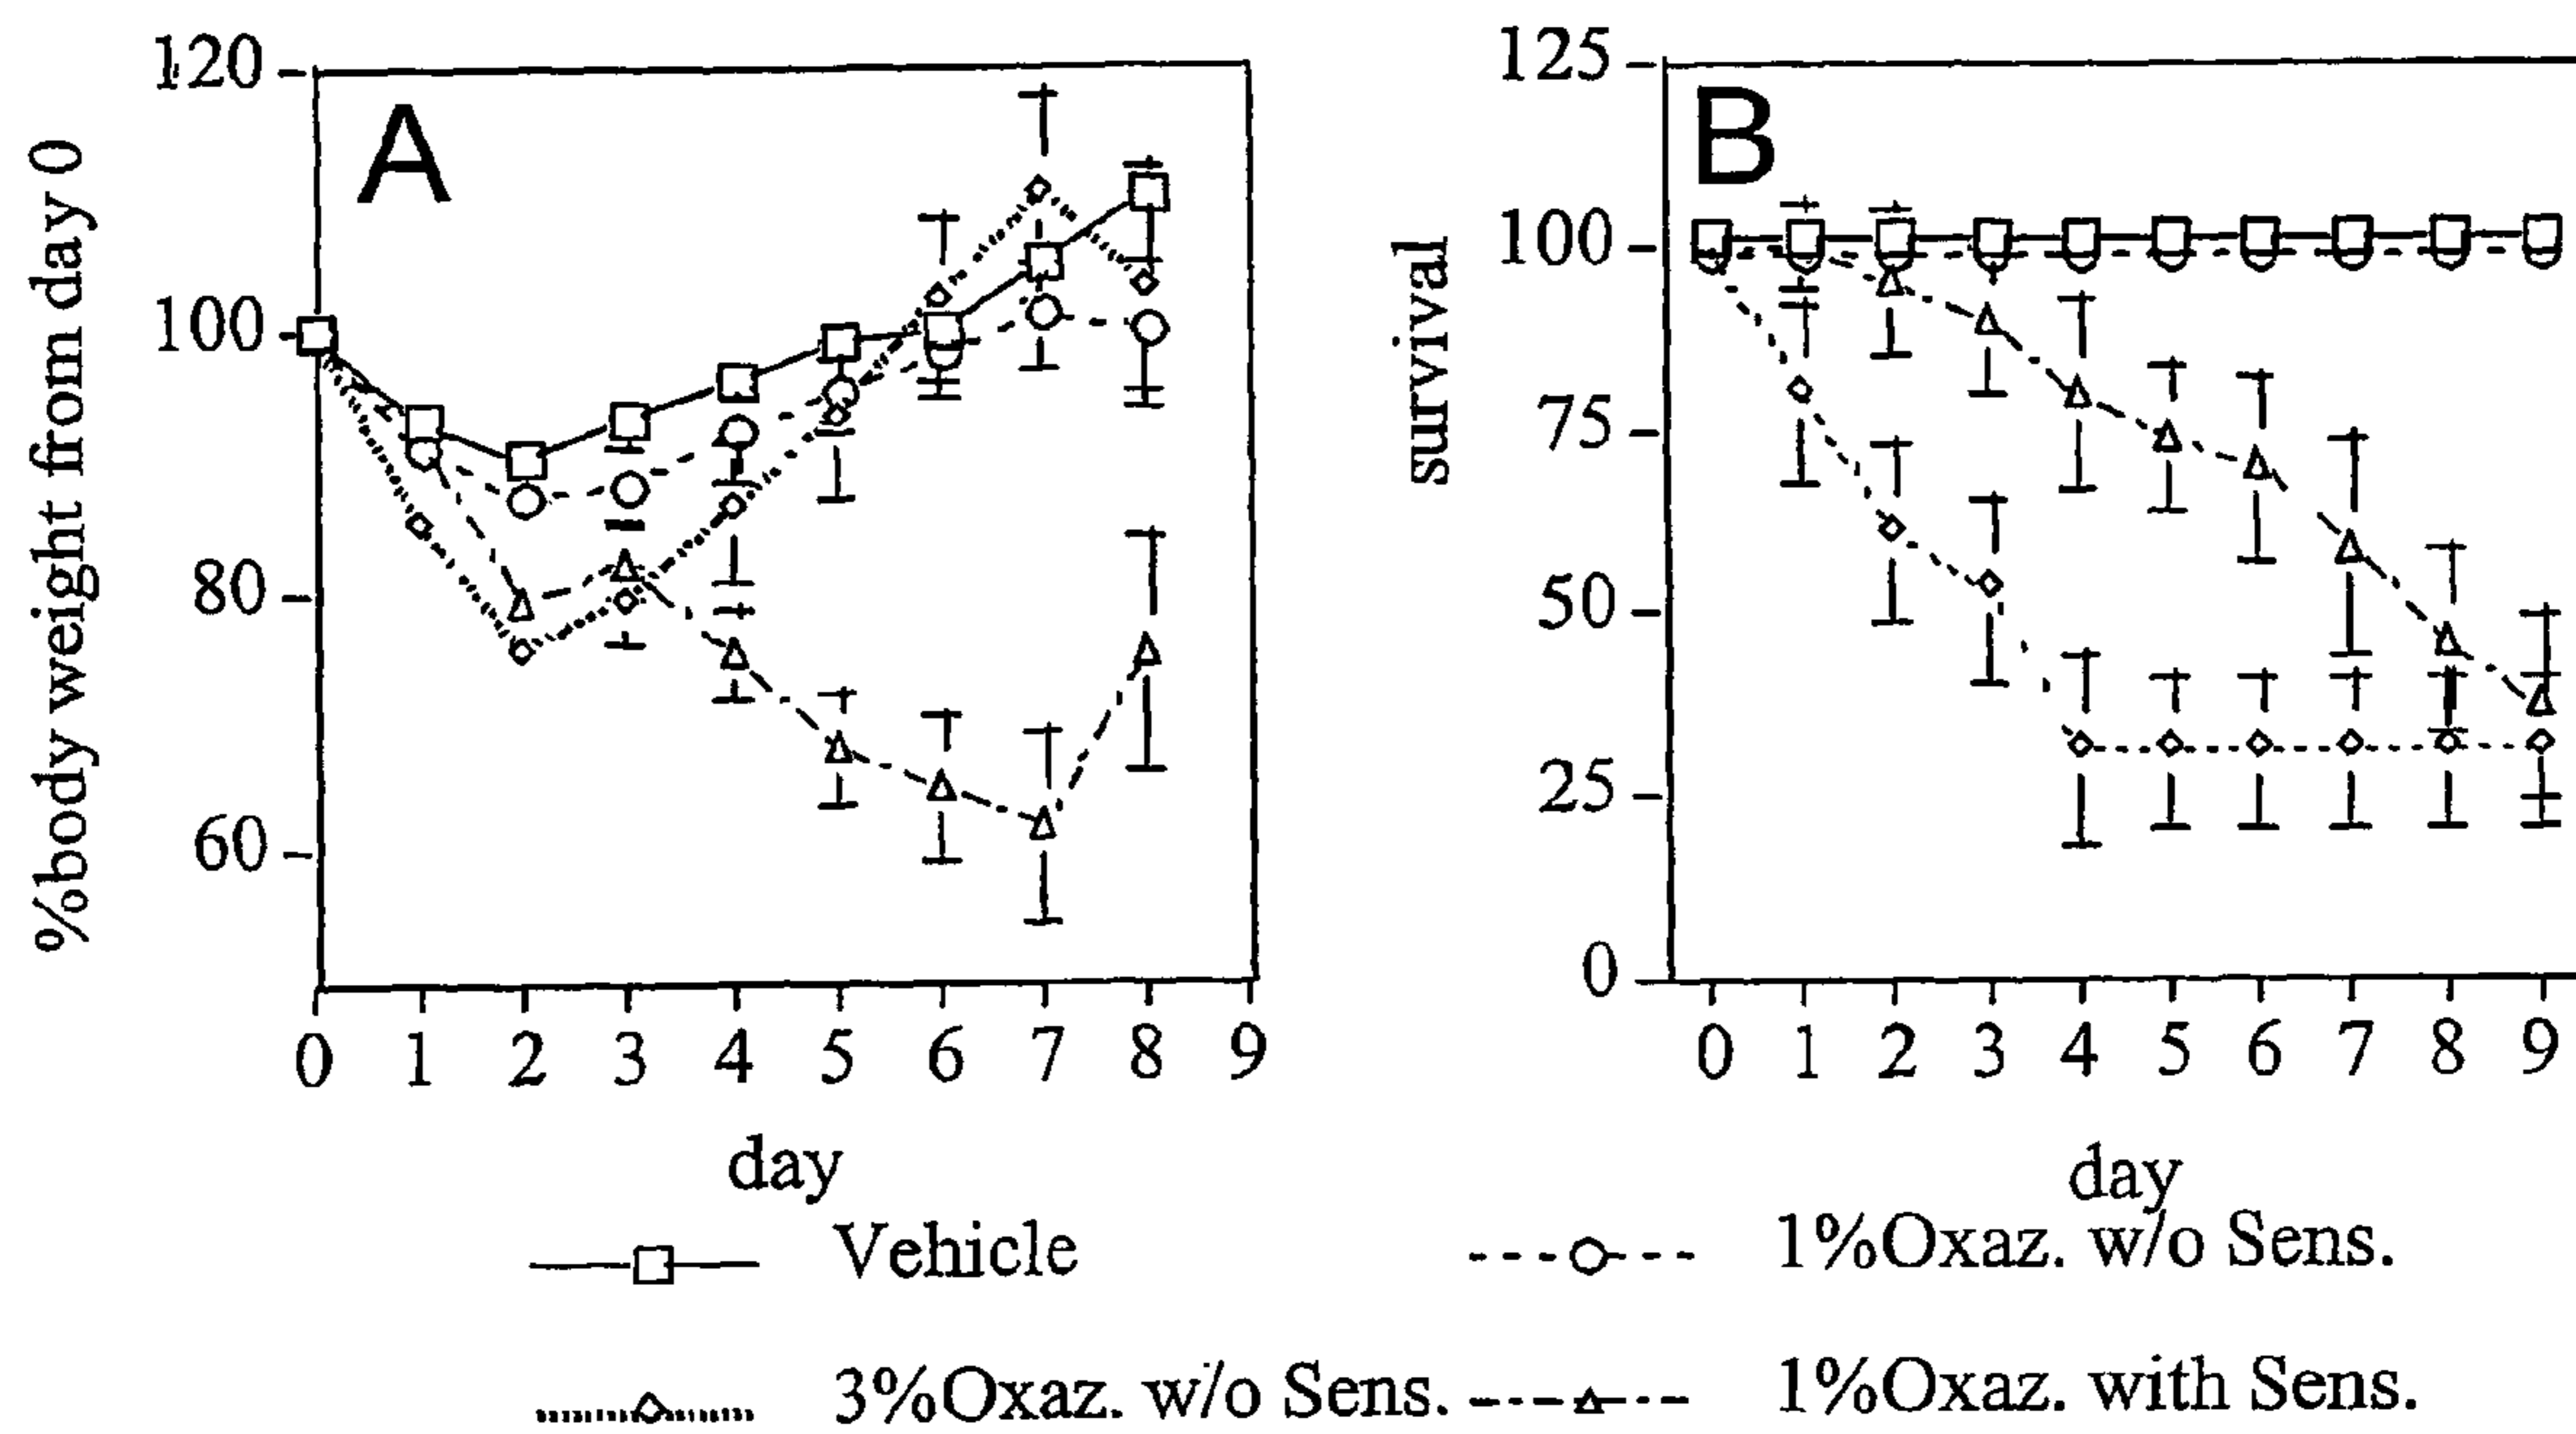 A
%body weight from day 0
120
100
80
60
0 1 2 3 4 5 6 7 8 9
day
B
survival
125
100
75
50
25
0
0 1 2 3 4 5 6 7 8 9
day
Vehicle
1%Oxaz. w/o Sens.
3%Oxaz. w/o Sens.
1%Oxaz. with Sens.